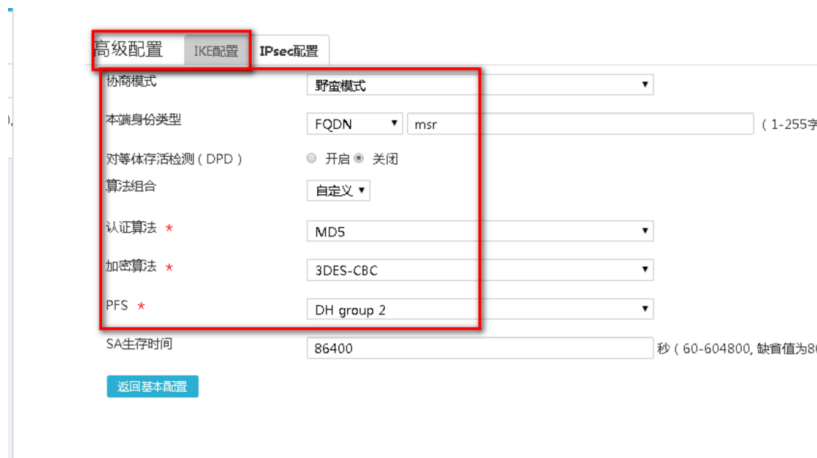 高级配置 IKE配置 IPsec配置
协商模式 野蛮模式
本端身份类型 FQDN msr ( 1-255字
对等体存活检测 ( DPD ) 开启 关闭
算法组合 自定义
认证算法 * MD5
加密算法 * 3DES-CBC
PFS * DH group 2
SA生存时间 86400 秒 ( 60-604800, 缺省值为8
返回基本配置